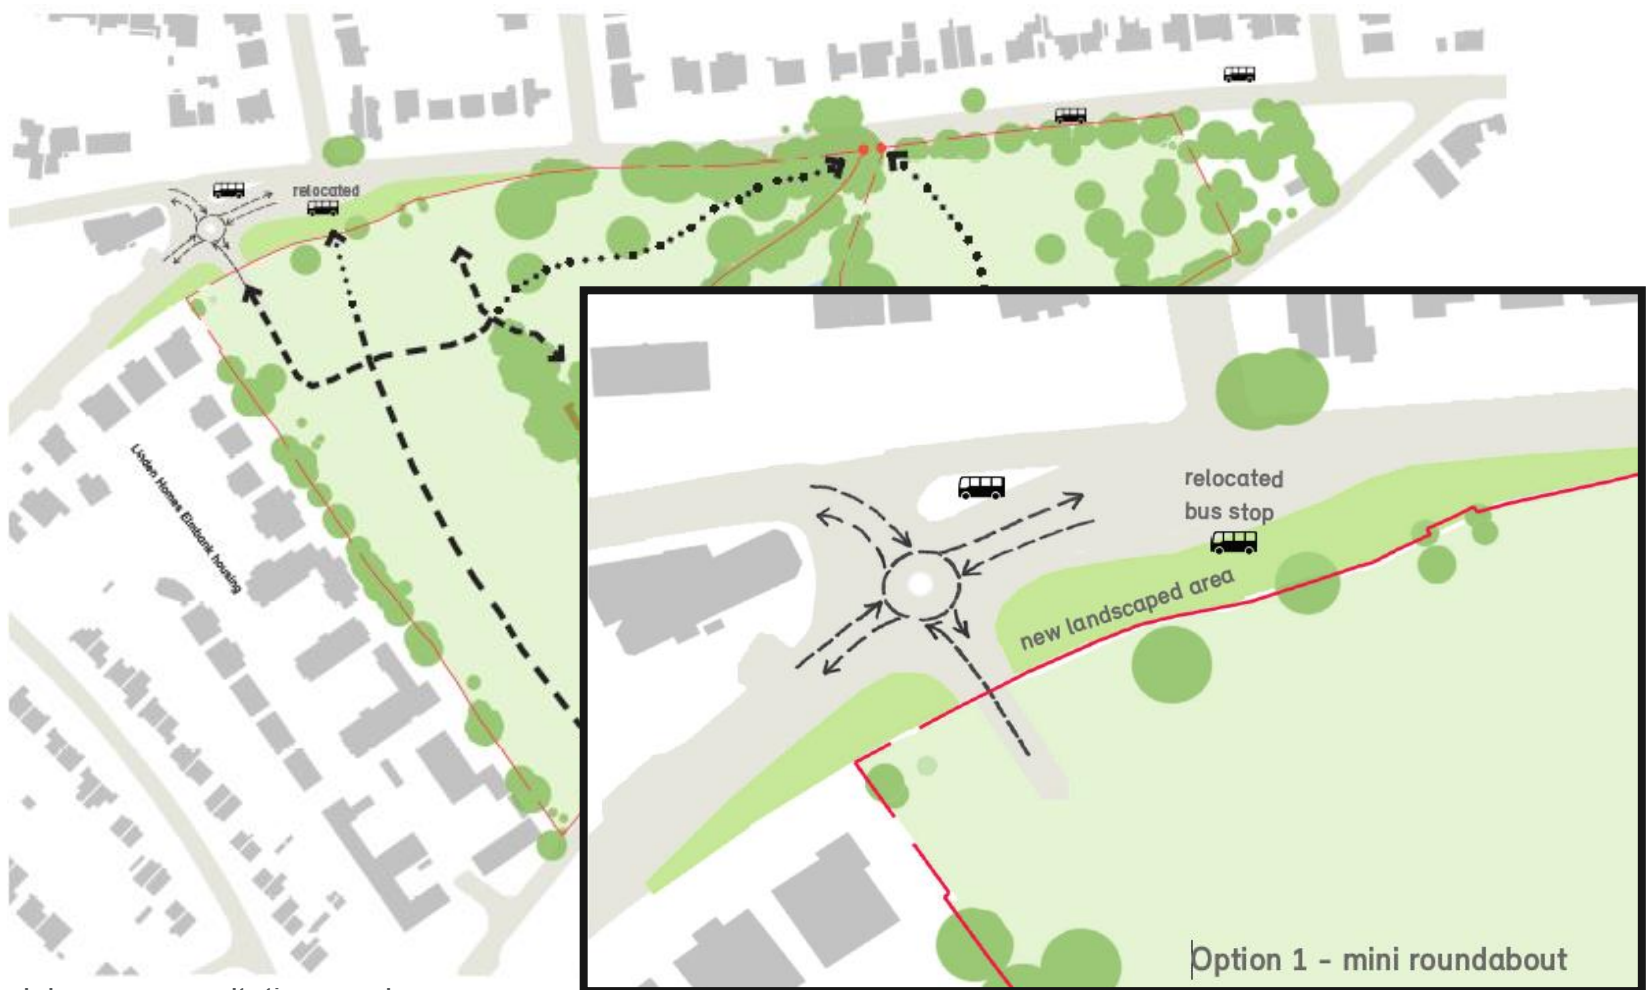 relocated
Linden Homes Elmbank housing
relocated
bus stop
new landscaped area
Option 1 - mini roundabout